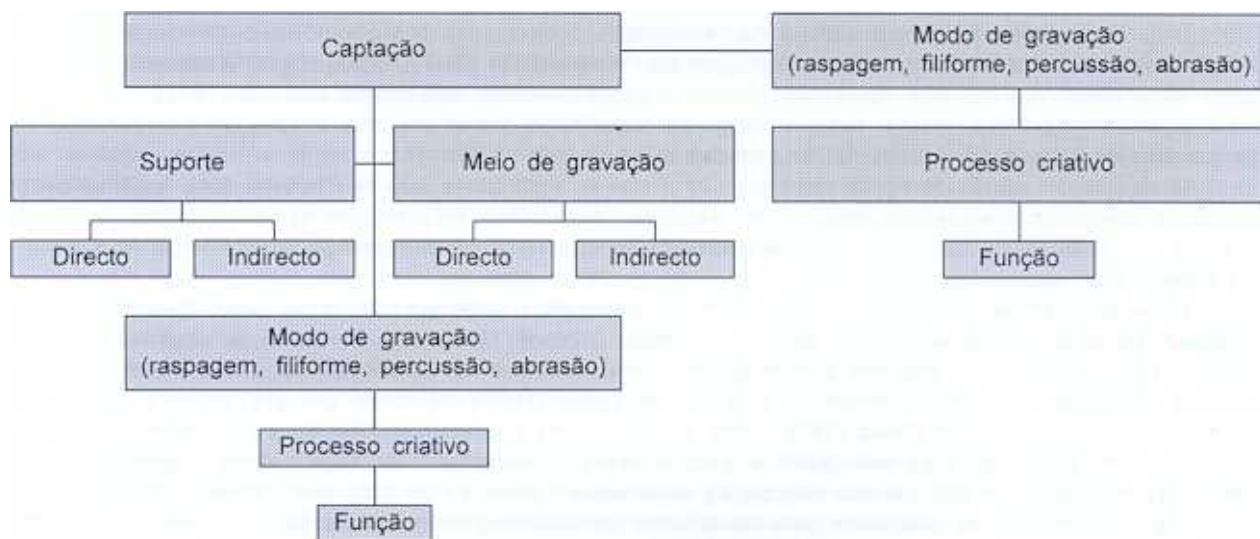 Captação
Modo de gravação
(raspagem, filiforme, percussão, abrasão)
Suporte
Meio de gravação
Processo criativo
Directo
Indirecto
Directo
Indirecto
Função
Modo de gravação
(raspagem, filiforme, percussão, abrasão)
Processo criativo
Função